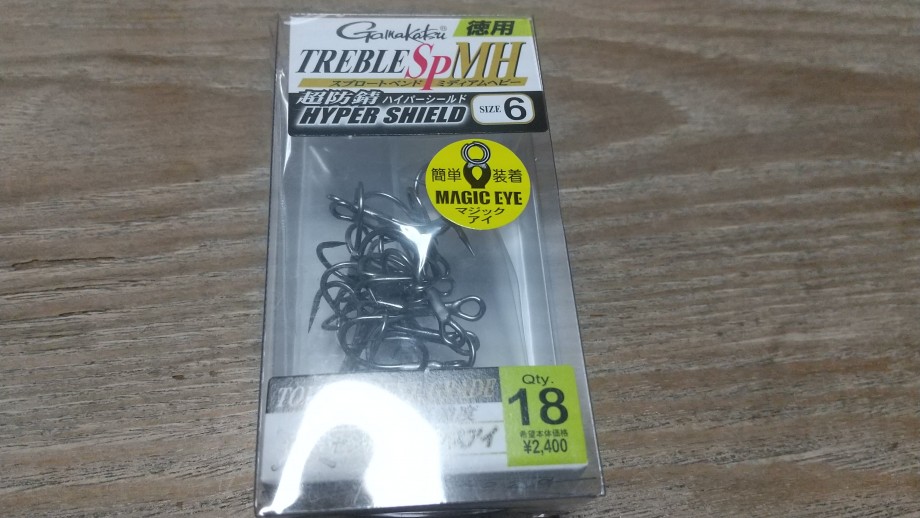 Gamakatsu® 徳用
TREBLE Sp MH
スプロートベンド ミディアムヘビー
超防錆 ハイパーシールド
HYPER SHIELD
SIZE 6
簡単 装着
MAGIC EYE
マジック
アイ
Qty.
18
希望本体価格
¥2,400